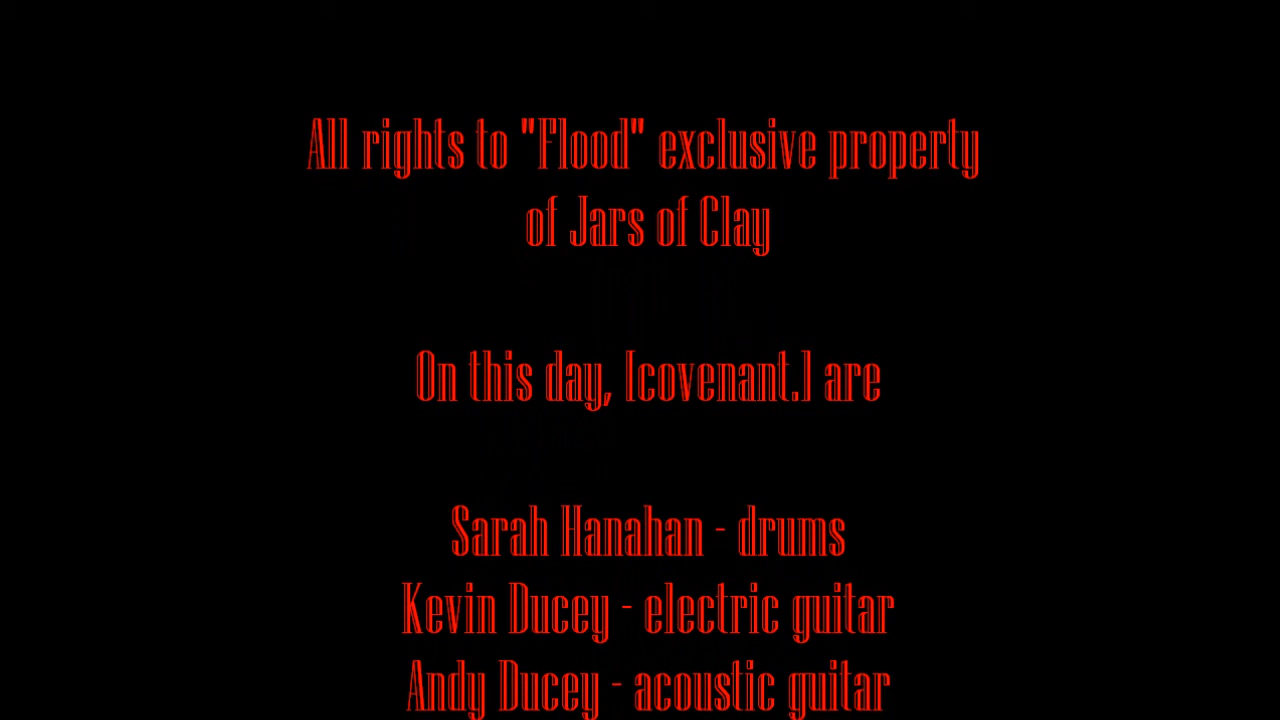 All rights to "Flood" exclusive property
of Jars of Clay
On this day, [covenant.] are
Sarah Hanahan - drums
Kevin Ducey - electric guitar
Andy Ducey - acoustic guitar